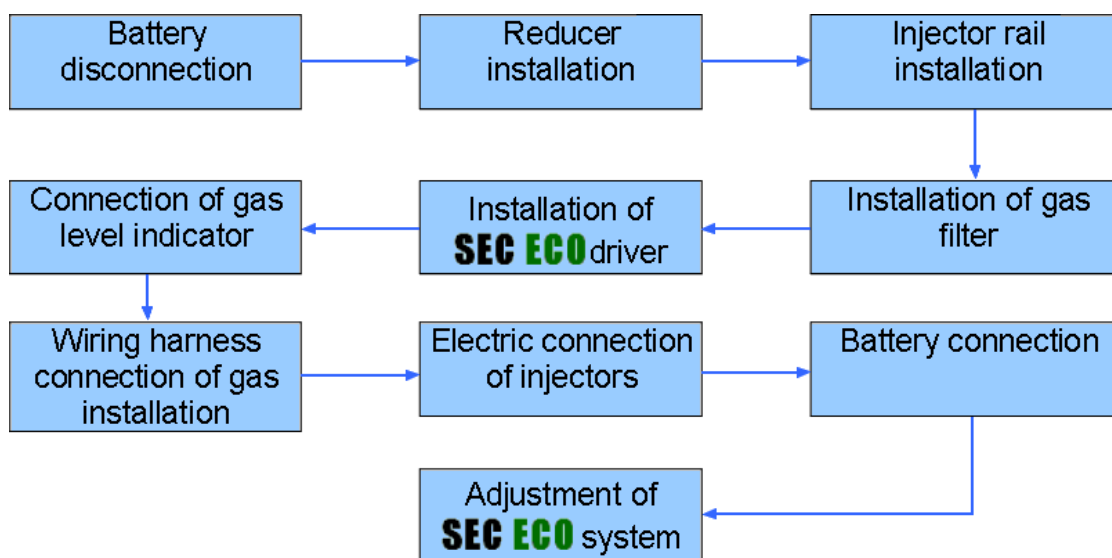 Battery
disconnection
Reducer
installation
Injector rail
installation
Installation of gas
filter
Installation of
SEC ECO driver
Connection of gas
level indicator
Wiring harness
connection of gas
installation
Electric connection
of injectors
Battery connection
Adjustment of
SEC ECO system